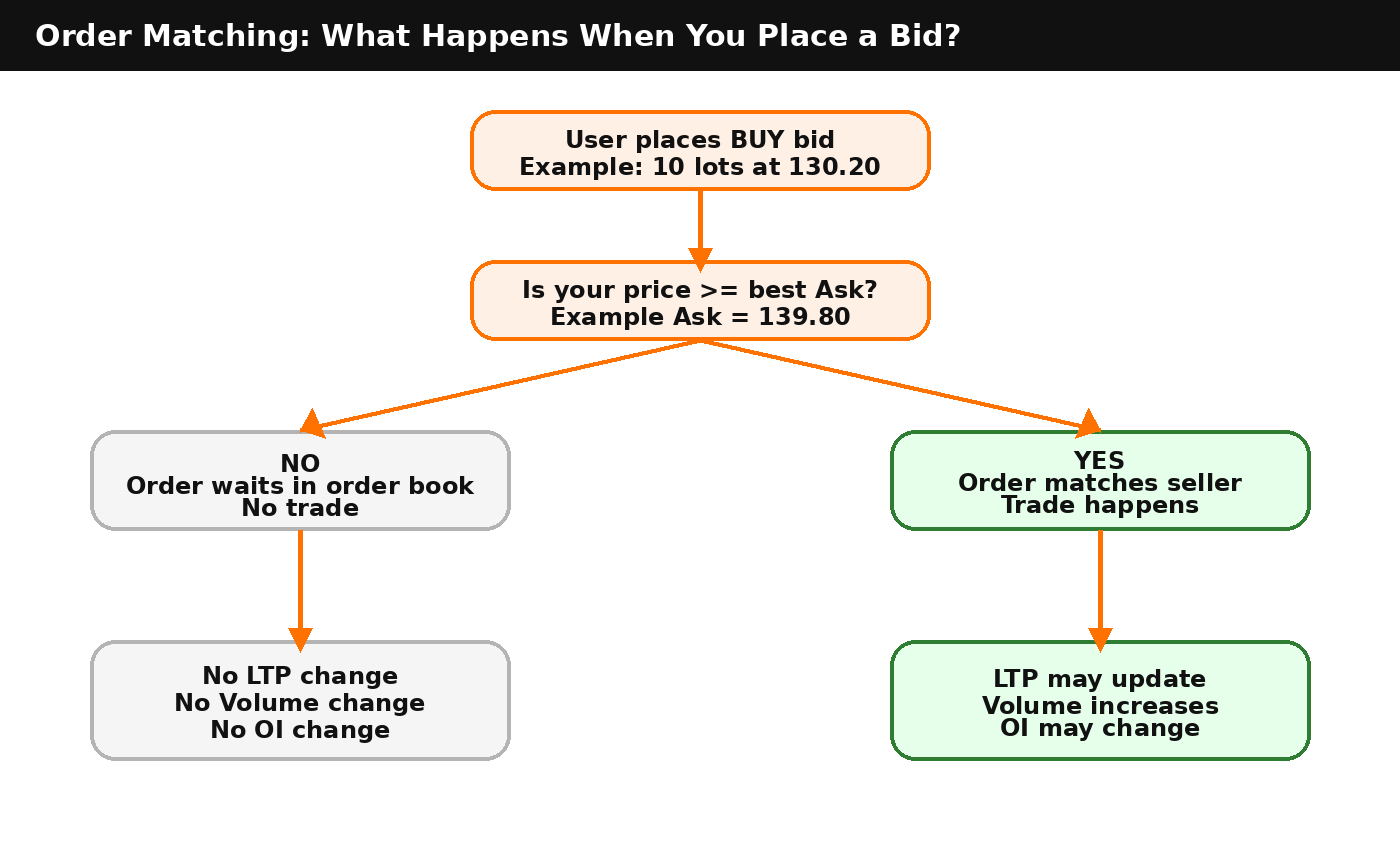 Order Matching: What Happens When You Place a Bid?
User places BUY bid
Example: 10 lots at 130.20
Is your price >= best Ask?
Example Ask = 139.80
NO
Order waits in order book
No trade
YES
Order matches seller
Trade happens
No LTP change
No Volume change
No OI change
LTP may update
Volume increases
OI may change